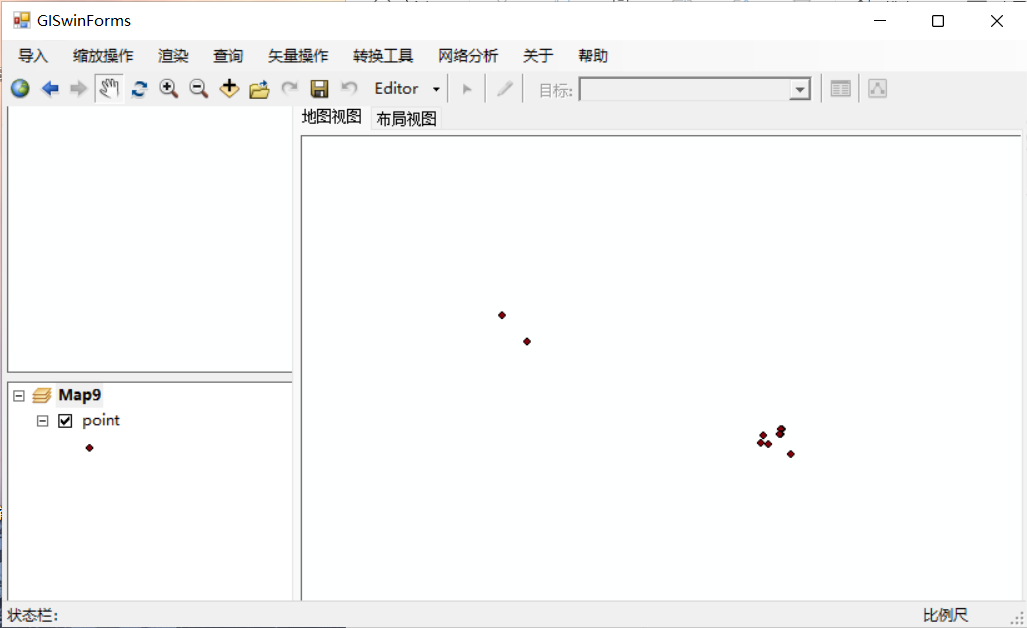 GISwinForms
导入 缩放操作 渲染 查询 矢量操作 转换工具 网络分析 关于 帮助
Editor 目标:
地图视图 布局视图
Map9
point
状态栏: 比例尺